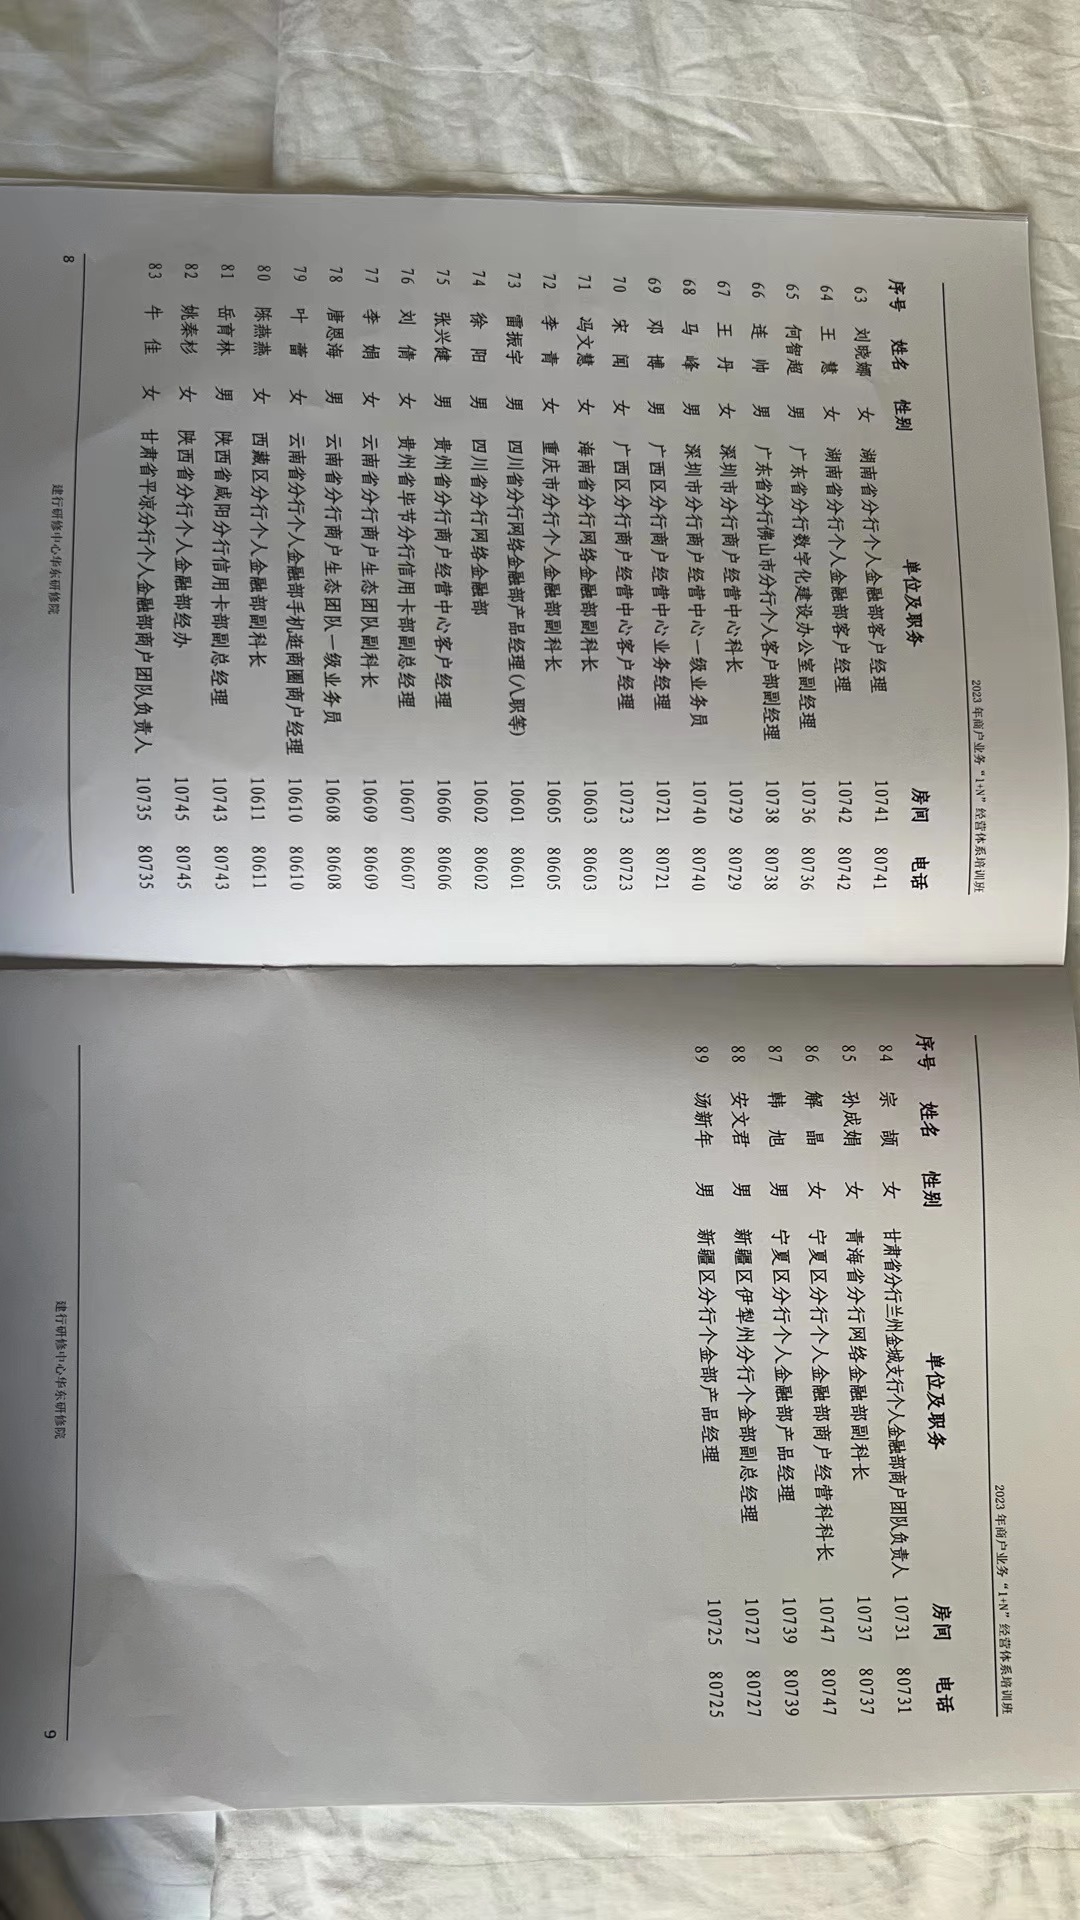 2023 年商户业务“1+N”经营体系培训班
序号 姓名 性别 单位及职务 房间 电话
63 刘晓娜 女 湖南省分行个人金融部客户经理 10741 80741
64 王 慧 女 湖南省分行个人金融部客户经理 10742 80742
65 何智超 男 广东省分行数字化建设办公室副经理 10736 80736
66 连 帅 男 广东省分行佛山市分行个人客户部副经理 10738 80738
67 王 丹 女 深圳市分行商户经营中心科长 10729 80729
68 马 峰 男 深圳市分行商户经营中心一级业务员 10740 80740
69 邓 博 男 广西区分行商户经营中心业务经理 10721 80721
70 宋 闻 女 广西区分行商户经营中心客户经理 10723 80723
71 冯文慧 女 海南省分行网络金融部副科长 10603 80603
72 李 青 女 重庆市分行个人金融部副科长 10605 80605
73 雷振宇 男 四川省分行网络金融部产品经理(八职等) 10601 80601
74 徐 阳 男 四川省分行网络金融部 10602 80602
75 张兴健 男 贵州省分行商户经营中心客户经理 10606 80606
76 刘 倩 女 贵州省毕节分行信用卡部副总经理 10607 80607
77 李 娟 女 云南省分行商户生态团队副科长 10609 80609
78 唐恩海 男 云南省分行商户生态团队一级业务员 10608 80608
79 叶 蕾 女 云南省分行个人金融部手机逛商圈商户经理 10610 80610
80 陈燕燕 女 西藏区分行个人金融部副科长 10611 80611
81 岳育林 男 陕西省咸阳分行信用卡部副总经理 10743 80743
82 姚秦杉 女 陕西省分行个人金融部经办 10745 80745
83 牛 佳 女 甘肃省平凉分行个人金融部商户团队负责人 10735 80735
8
建行研修中心华东研修院
2023 年商户业务“1+N”经营体系培训班
序号 姓名 性别 单位及职务 房间 电话
84 宗 颉 女 甘肃省分行兰州金城支行个人金融部商户团队负责人 10731 80731
85 孙成娟 女 青海省分行网络金融部副科长 10737 80737
86 解 晶 女 宁夏区分行个人金融部商户经营科科长 10747 80747
87 韩 旭 男 宁夏区分行个人金融部产品经理 10739 80739
88 安文君 男 新疆区伊犁州分行个金部副总经理 10727 80727
89 汤新年 男 新疆区分行个金部产品经理 10725 80725
建行研修中心华东研修院
9